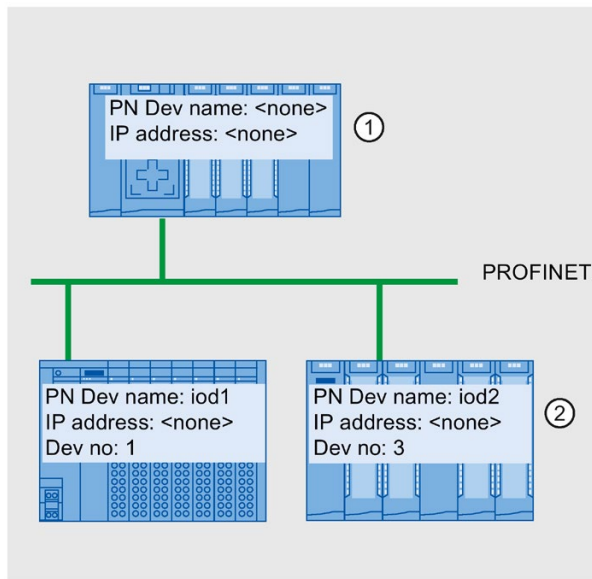 PN Dev name: <none>
IP address: <none>
1
PROFINET
PN Dev name: iod1
IP address: <none>
Dev no: 1
PN Dev name: iod2
IP address: <none>
Dev no: 3
2